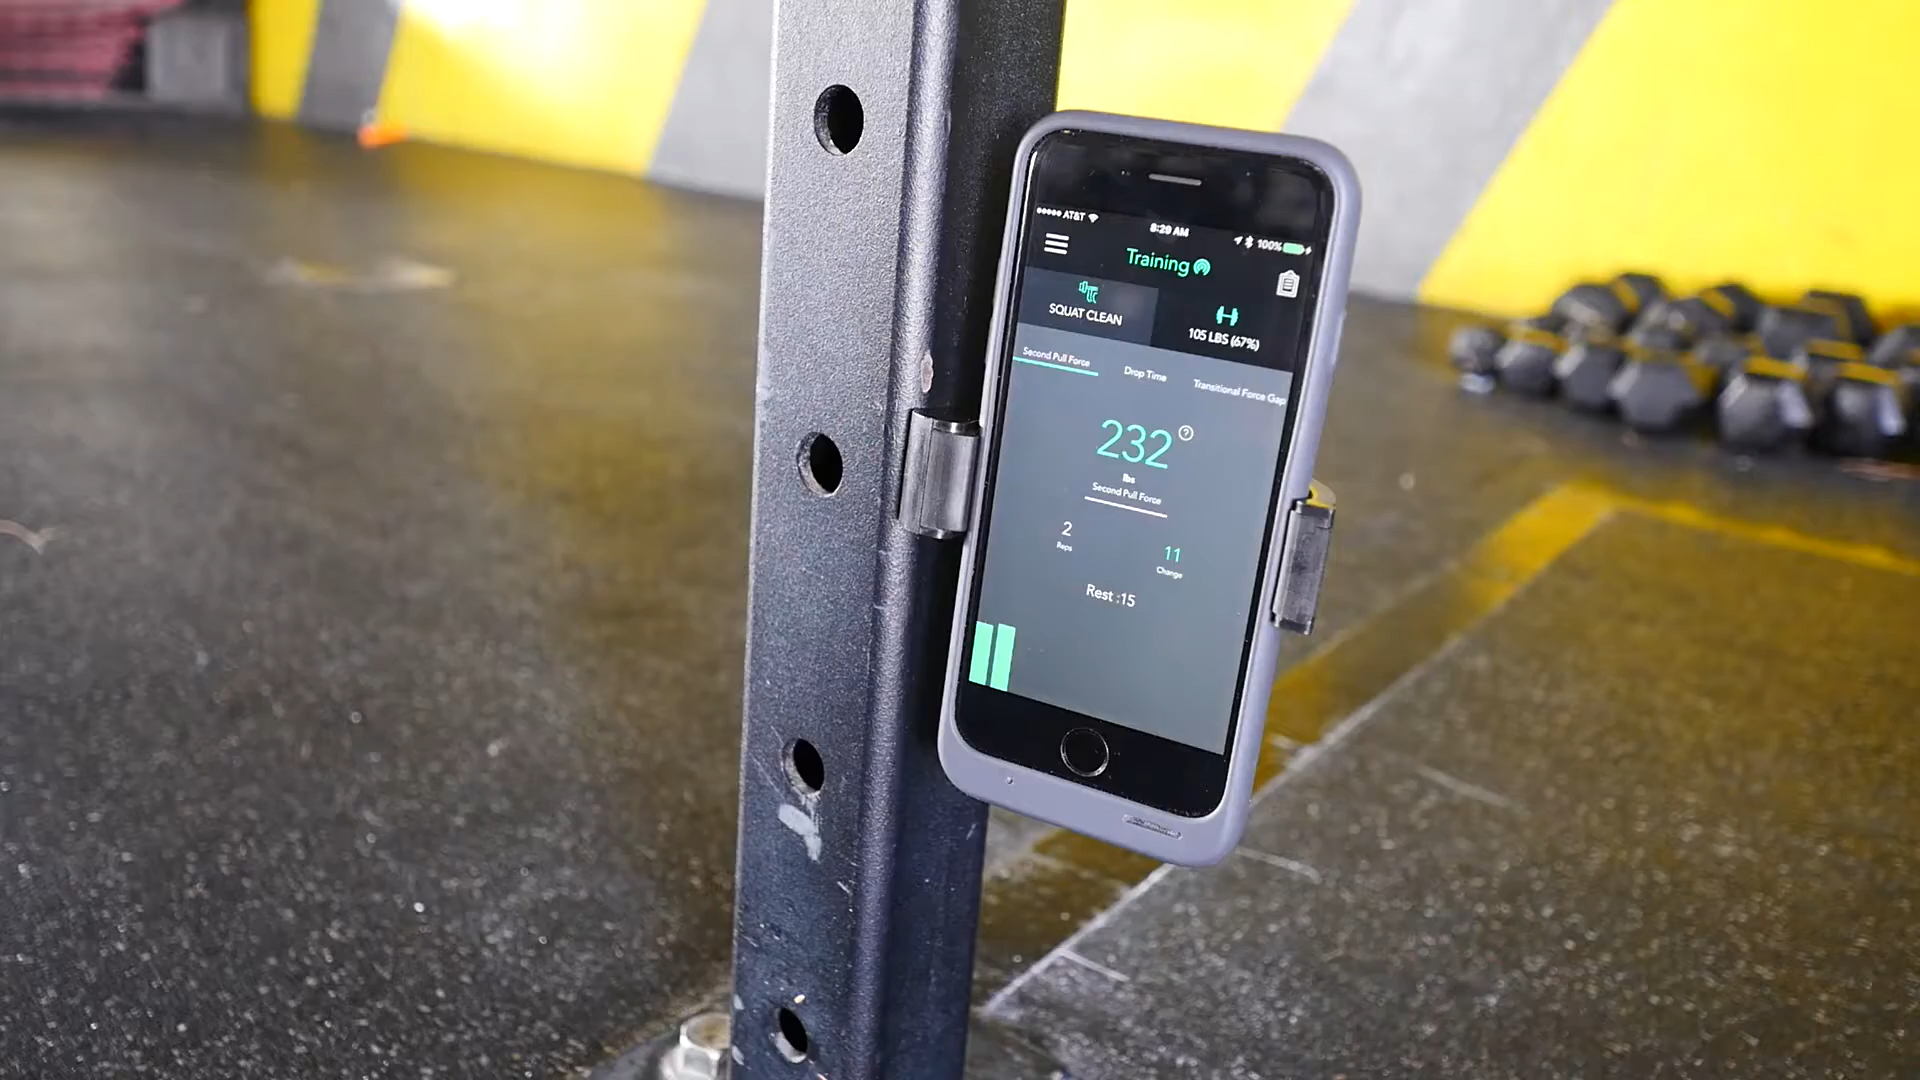 AT&T
8:29 AM
100%
Training
SQUAT CLEAN
105 LBS (67%)
Second Pull Force
Drop Time
Transitional Force Gap
232
?
lbs
Second Pull Force
2
Reps
11
Change
Rest :15